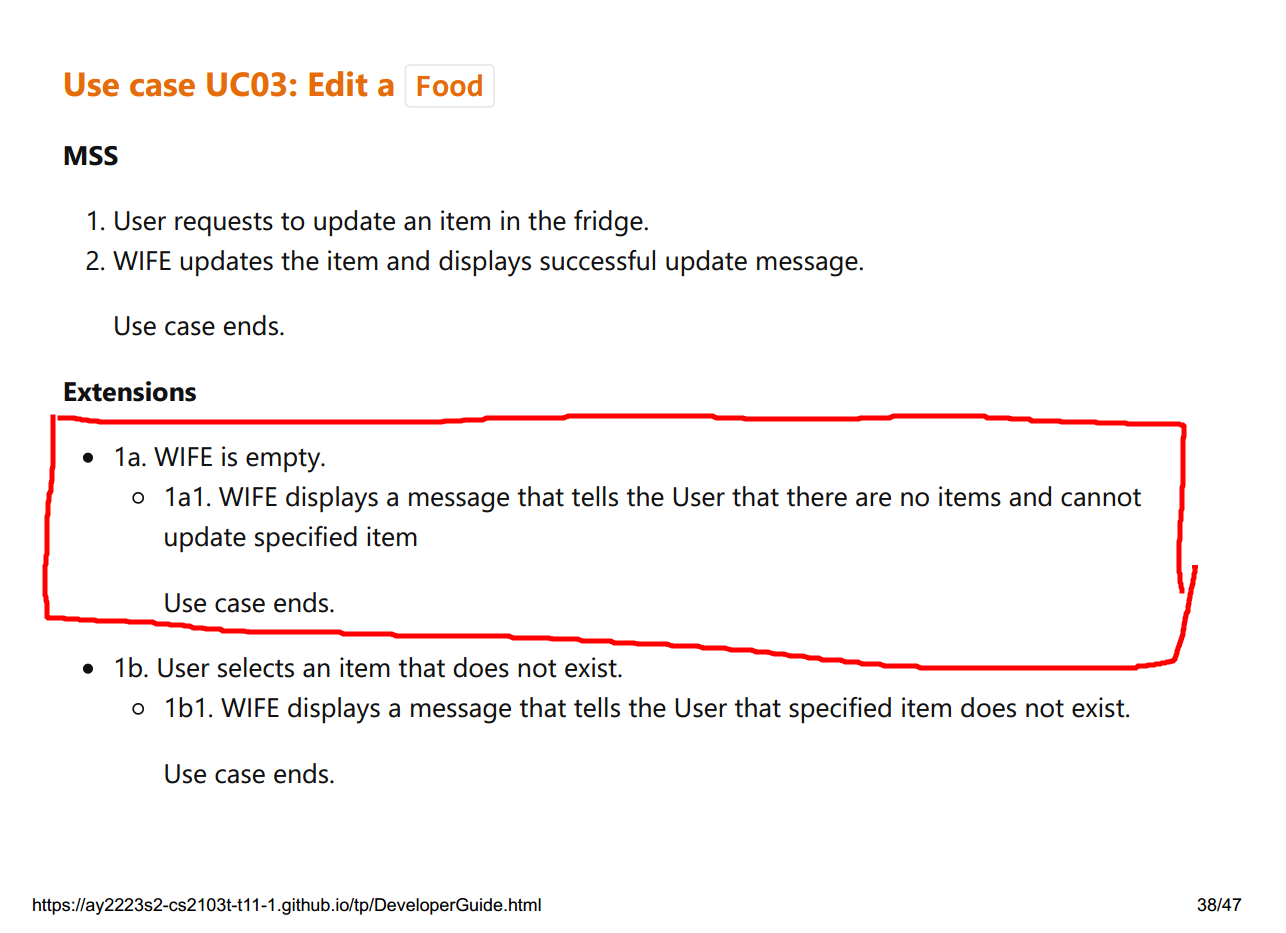 Use case UC03: Edit a Food
MSS
1. User requests to update an item in the fridge.
2. WIFE updates the item and displays successful update message.
Use case ends.
Extensions
• 1a. WIFE is empty.
○ 1a1. WIFE displays a message that tells the User that there are no items and cannot
update specified item
Use case ends.
• 1b. User selects an item that does not exist.
○ 1b1. WIFE displays a message that tells the User that specified item does not exist.
Use case ends.
https://ay2223s2-cs2103t-t11-1.github.io/tp/DeveloperGuide.html 38/47